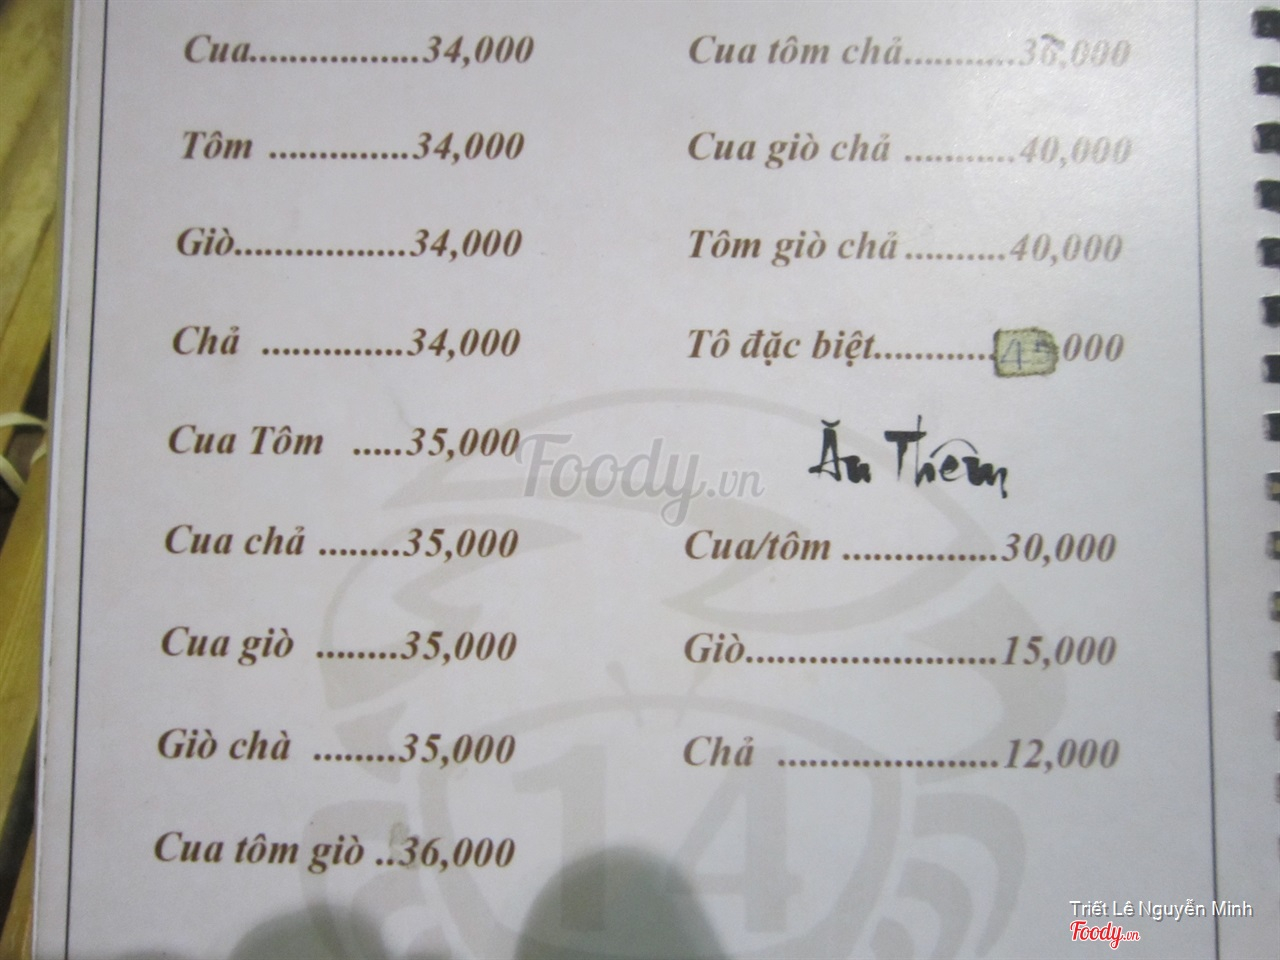 Cua.................34,000
Tôm ..............34,000
Giò.................34,000
Chả ..............34,000
Cua Tôm .....35,000
Cua chả ........35,000
Cua giò ........35,000
Giò chà ........35,000
Cua tôm giò ..36,000
Cua tôm chả...........36,000
Cua giò chả ...........40,000
Tôm giò chả ..........40,000
Tô đặc biệt............45,000
Ăn Thêm
Cua/tôm ...............30,000
Giò........................15,000
Chả .....................12,000
Foody.vn
14
Triết Lê Nguyễn Minh
Foody.vn